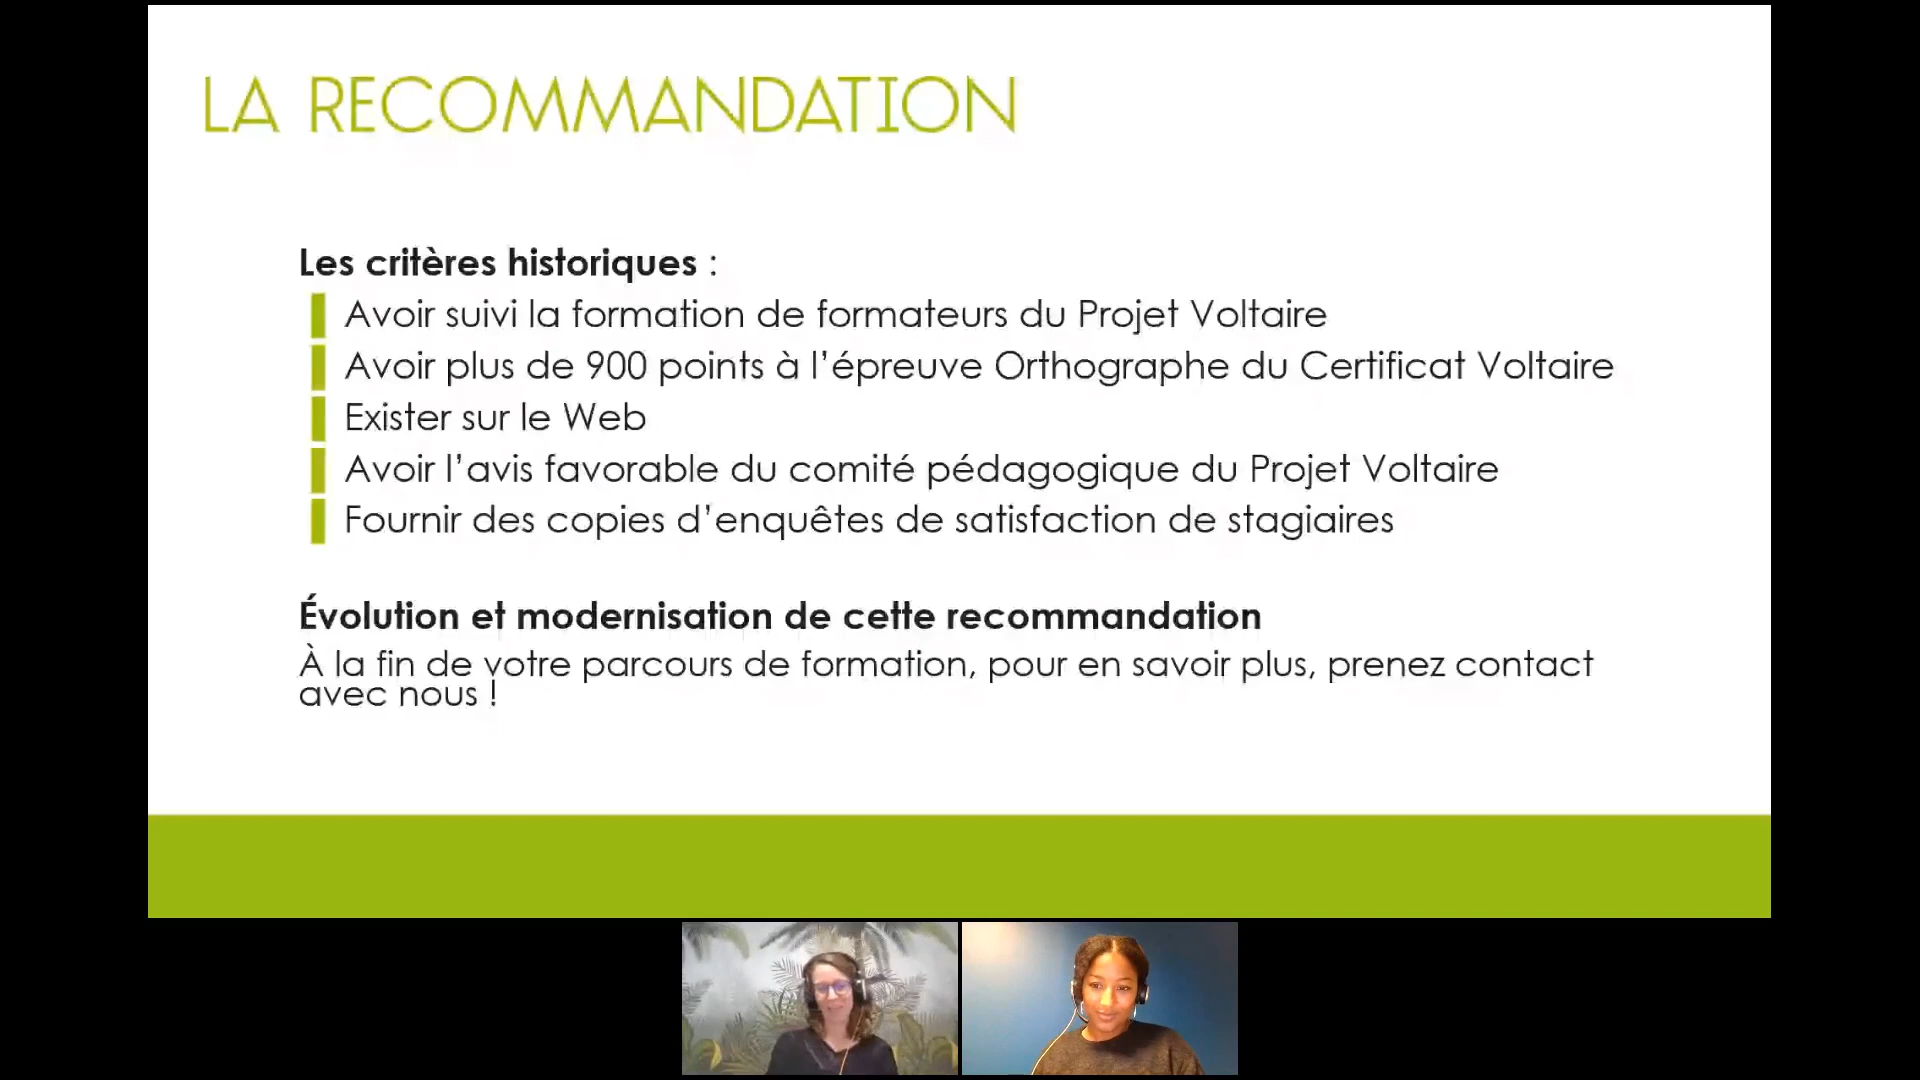 LA RECOMMANDATION
Les critères historiques :
Avoir suivi la formation de formateurs du Projet Voltaire
Avoir plus de 900 points à l’épreuve Orthographe du Certificat Voltaire
Exister sur le Web
Avoir l’avis favorable du comité pédagogique du Projet Voltaire
Fournir des copies d’enquêtes de satisfaction de stagiaires
Évolution et modernisation de cette recommandation
À la fin de votre parcours de formation, pour en savoir plus, prenez contact
avec nous !